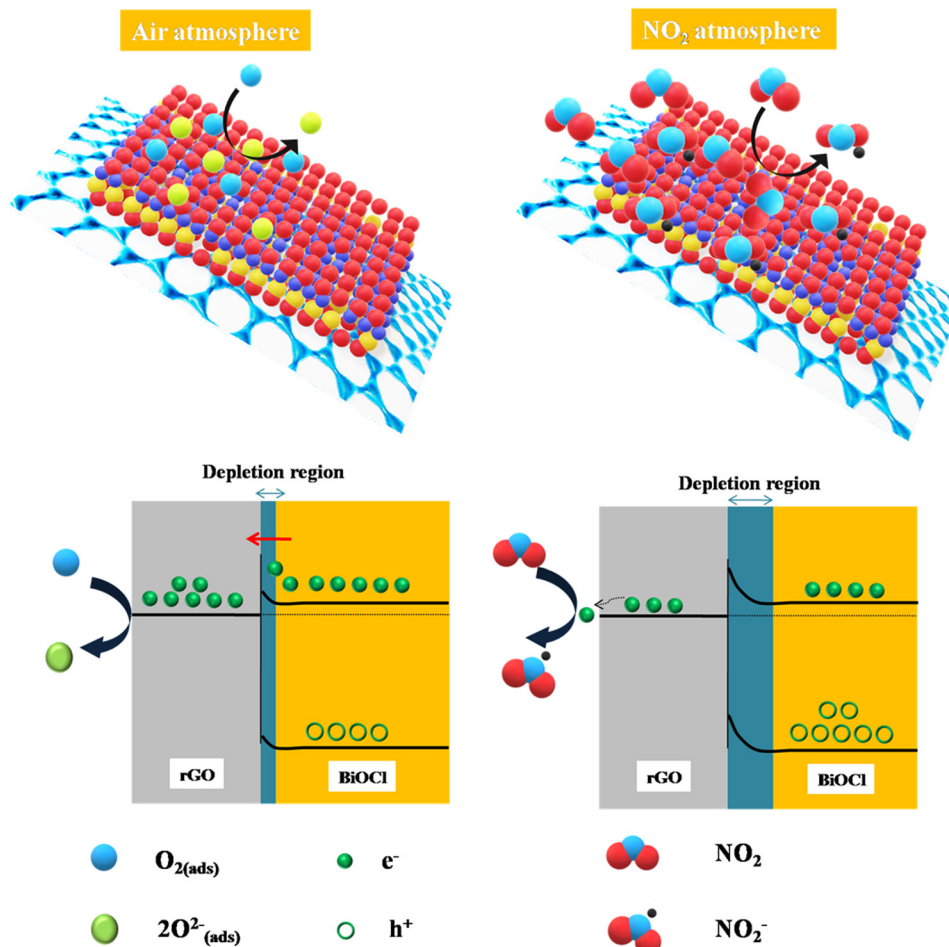 Air atmosphere
NO₂ atmosphere
Depletion region
Depletion region
rGO
BiOCl
rGO
BiOCl
O₂(ads)
e⁻
NO₂
2O²⁻(ads)
h⁺
NO₂⁻